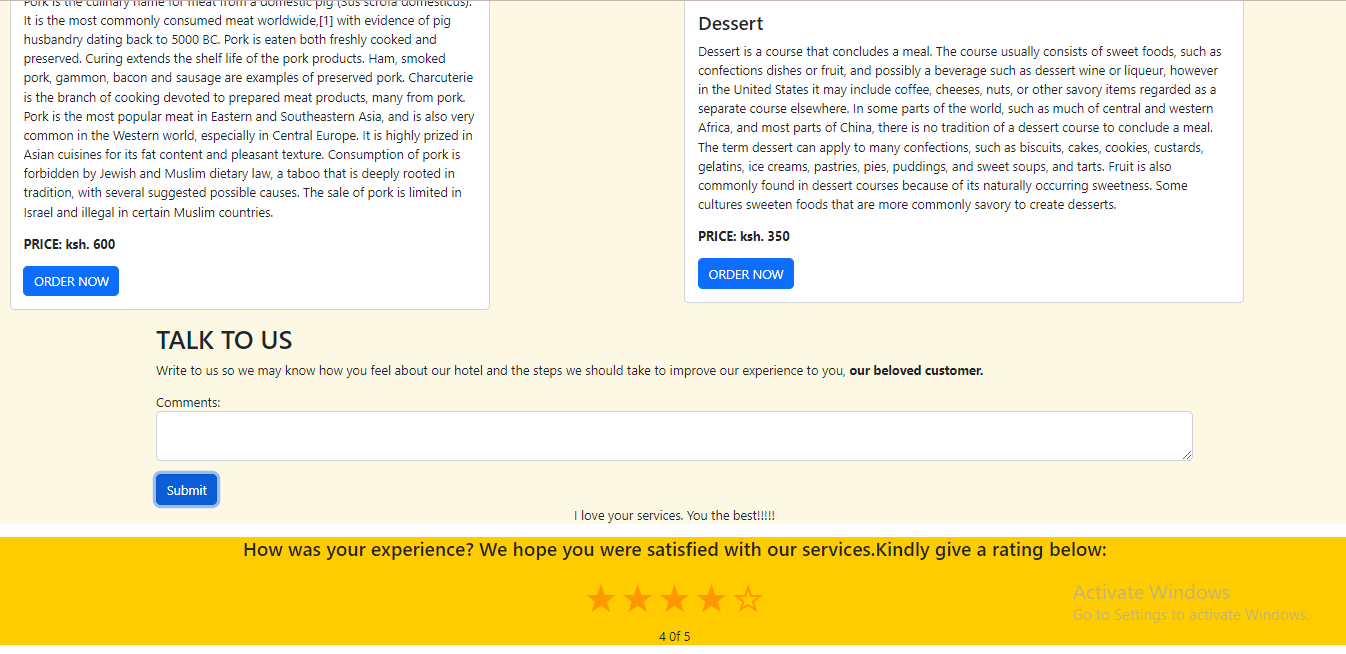 Pork is the culinary name for meat from a domestic pig (Sus scrofa domesticus).
It is the most commonly consumed meat worldwide,[1] with evidence of pig
husbandry dating back to 5000 BC. Pork is eaten both freshly cooked and
preserved. Curing extends the shelf life of the pork products. Ham, smoked
pork, gammon, bacon and sausage are examples of preserved pork. Charcuterie
is the branch of cooking devoted to prepared meat products, many from pork.
Pork is the most popular meat in Eastern and Southeastern Asia, and is also very
common in the Western world, especially in Central Europe. It is highly prized in
Asian cuisines for its fat content and pleasant texture. Consumption of pork is
forbidden by Jewish and Muslim dietary law, a taboo that is deeply rooted in
tradition, with several suggested possible causes. The sale of pork is limited in
Israel and illegal in certain Muslim countries.
PRICE: ksh. 600
ORDER NOW
Dessert
Dessert is a course that concludes a meal. The course usually consists of sweet foods, such as
confections dishes or fruit, and possibly a beverage such as dessert wine or liqueur, however
in the United States it may include coffee, cheeses, nuts, or other savory items regarded as a
separate course elsewhere. In some parts of the world, such as much of central and western
Africa, and most parts of China, there is no tradition of a dessert course to conclude a meal.
The term dessert can apply to many confections, such as biscuits, cakes, cookies, custards,
gelatins, ice creams, pastries, pies, puddings, and sweet soups, and tarts. Fruit is also
commonly found in dessert courses because of its naturally occurring sweetness. Some
cultures sweeten foods that are more commonly savory to create desserts.
PRICE: ksh. 350
ORDER NOW
TALK TO US
Write to us so we may know how you feel about our hotel and the steps we should take to improve our experience to you, our beloved customer.
Comments:
Submit
I love your services. You the best!!!!!
How was your experience? We hope you were satisfied with our services.Kindly give a rating below:
4 0f 5
Activate Windows
Go to Settings to activate Windows.